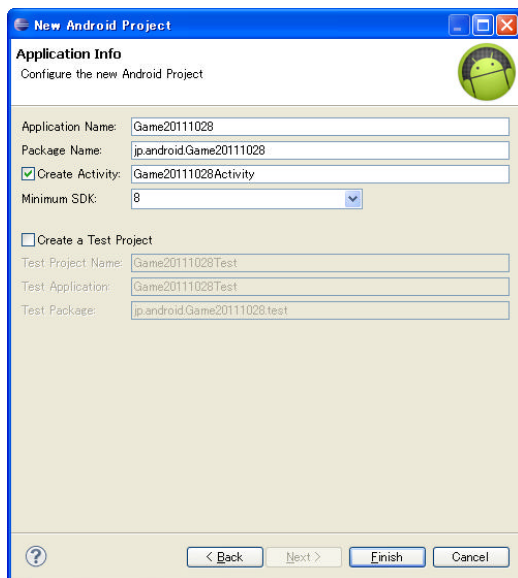 New Android Project
Application Info
Configure the new Android Project
Application Name: Game20111028
Package Name: jp.android.Game20111028
Create Activity: Game20111028Activity
Minimum SDK: 8
Create a Test Project
Test Project Name: Game20111028Test
Test Application: Game20111028Test
Test Package: jp.android.Game20111028.test
? < Back Next > Finish Cancel